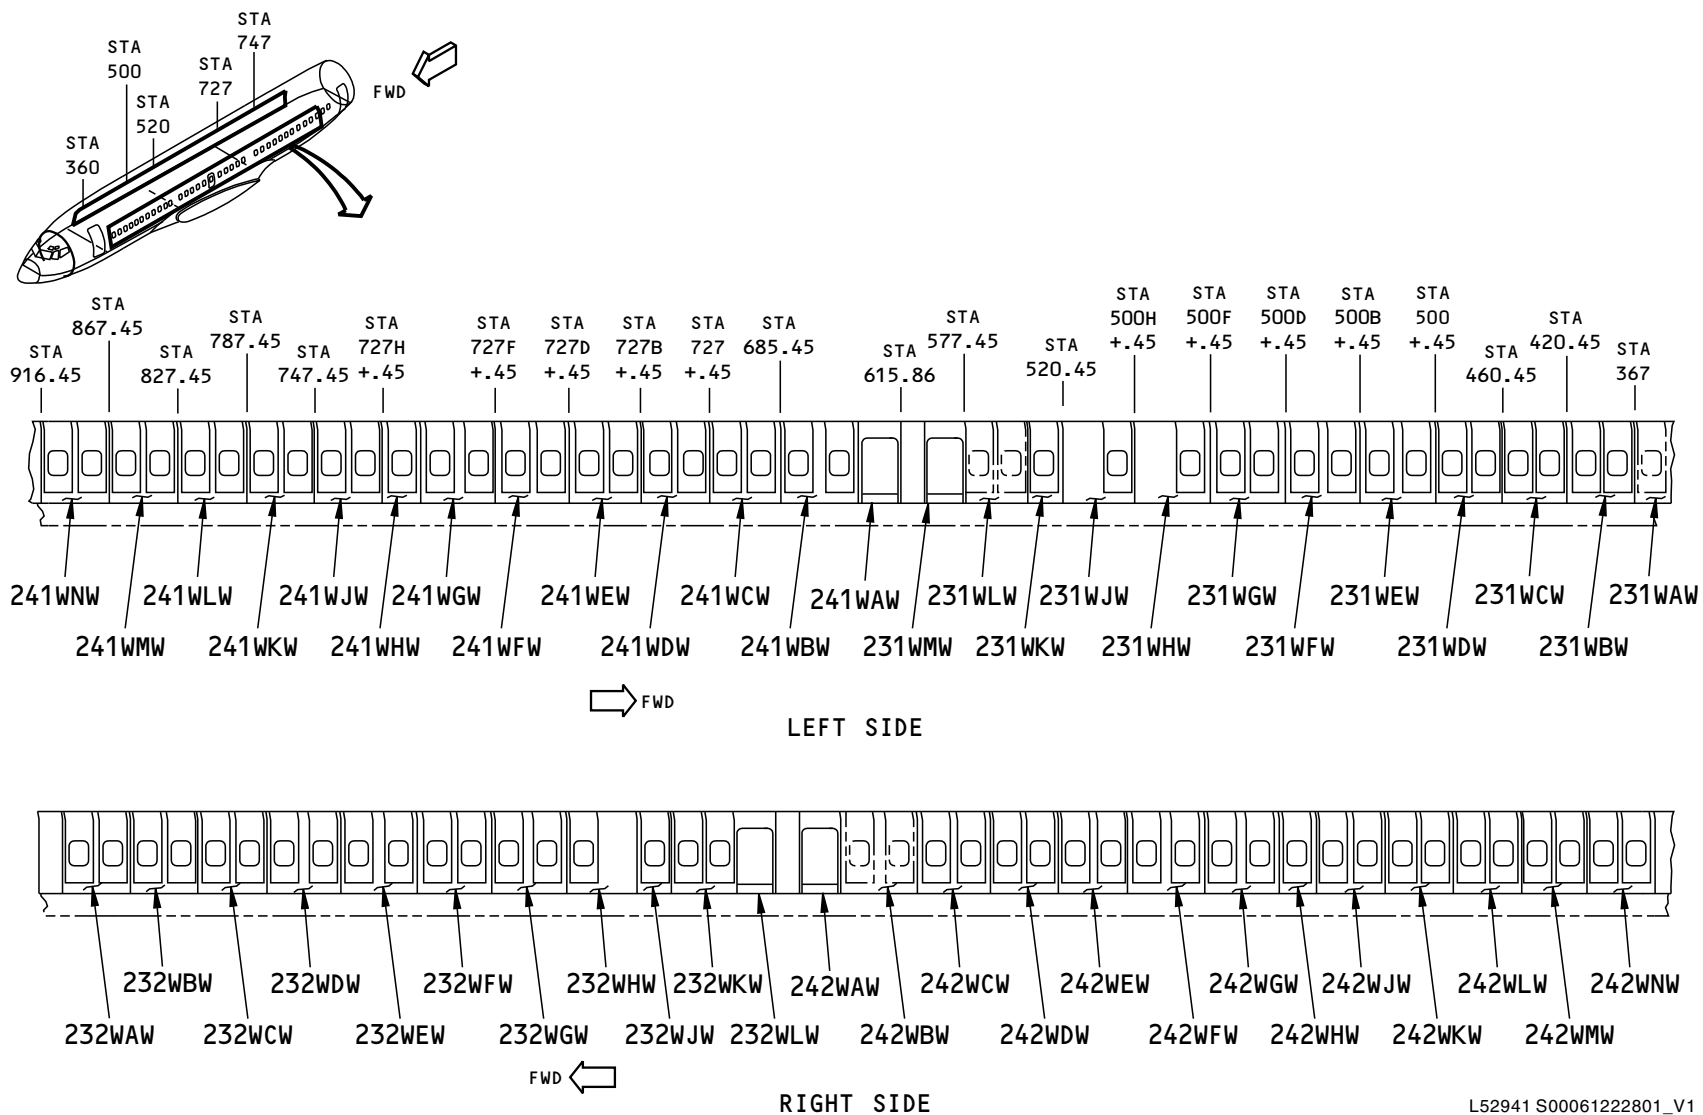 STA
747
STA
500
STA
727
STA
520
STA
360
FWD
STA
916.45
STA
867.45
STA
827.45
STA
787.45
STA
747.45
STA
727H
+.45
STA
727F
+.45
STA
727D
+.45
STA
727B
+.45
STA
727
+.45
STA
685.45
STA
615.86
STA
577.45
STA
520.45
STA
500H
+.45
STA
500F
+.45
STA
500D
+.45
STA
500B
+.45
STA
500
+.45
STA
460.45
STA
420.45
STA
367
241WNW 241WLW 241WJW 241WGW 241WEW 241WCW 241WAW 231WLW 231WJW 231WGW 231WEW 231WCW 231WAW
241WMW 241WKW 241WHW 241WFW 241WDW 241WBW 231WMW 231WKW 231WHW 231WFW 231WDW 231WBW
FWD
LEFT SIDE
232WBW 232WDW 232WFW 232WHW 232WKW 242WAW 242WCW 242WEW 242WGW 242WJW 242WLW 242WNW
232WAW 232WCW 232WEW 232WGW 232WJW 232WLW 242WBW 242WDW 242WFW 242WHW 242WKW 242WMW
FWD
RIGHT SIDE
L52941 S00061222801_V1